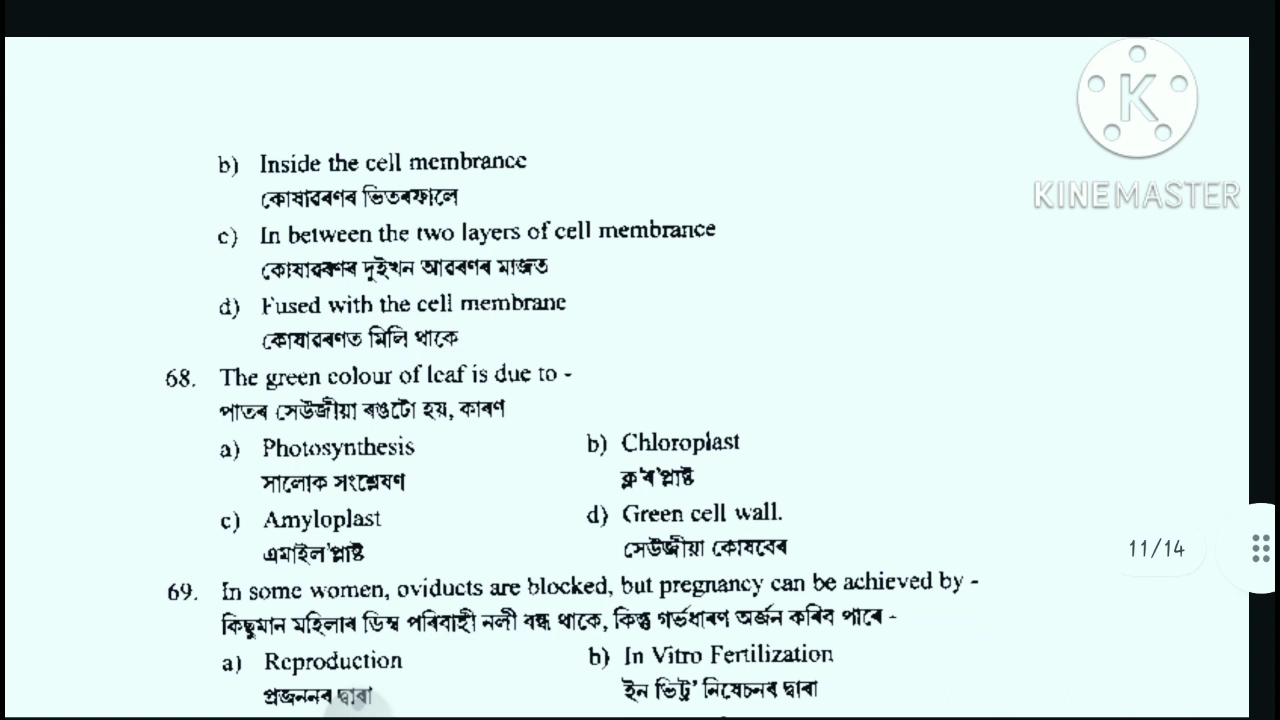 K
KINEMASTER
b) Inside the cell membrance
কোষাবৰণৰ ভিতৰফালে
c) In between the two layers of cell membrance
কোষাবৰণৰ দুইখন আৱৰণৰ মাজত
d) Fused with the cell membrane
কোষাবৰণত মিলি থাকে
68. The green colour of leaf is due to -
পাতৰ সেউজীয়া ৰঙটো হয়, কাৰণ
a) Photosynthesis b) Chloroplast
সালোক সংশ্লেষণ ক্ল'ৰ'প্লাষ্ট
c) Amyloplast d) Green cell wall.
এমাইল'প্লাষ্ট সেউজীয়া কোষবেৰ
11/14
69. In some women, oviducts are blocked, but pregnancy can be achieved by -
কিছুমান মহিলাৰ ডিম্ব পৰিবাহী নলী বন্ধ থাকে, কিন্তু গৰ্ভধাৰণ অৰ্জন কৰিব পাৰে -
a) Reproduction b) In Vitro Fertilization
প্ৰজননৰ দ্বাৰা ইন ভিট্ৰ' নিষেচনৰ দ্বাৰা